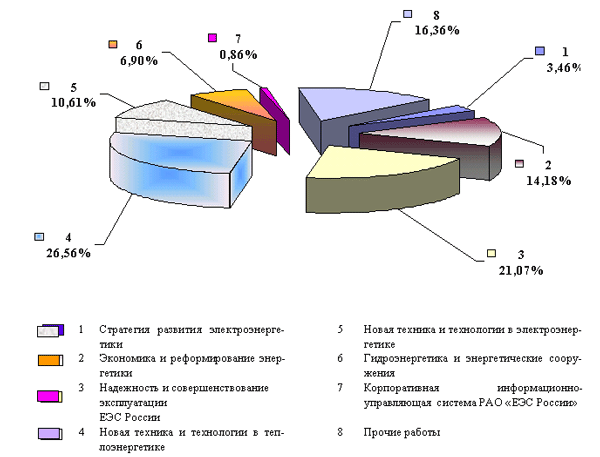 8
16,36%
7
0,86%
6
6,90%
1
3,46%
5
10,61%
2
14,18%
4
26,56%
3
21,07%
1 Стратегия развития электроэнерге-
тики
2 Экономика и реформирование энер-
гетики
3 Надежность и совершенствование
эксплуатации
ЕЭС России
4 Новая техника и технологии в теп-
лоэнергетике
5 Новая техника и технологии в электроэнер-
гетике
6 Гидроэнергетика и энергетические соору-
жения
7 Корпоративная информационно-
управляющая система РАО «ЕЭС России»
8 Прочие работы